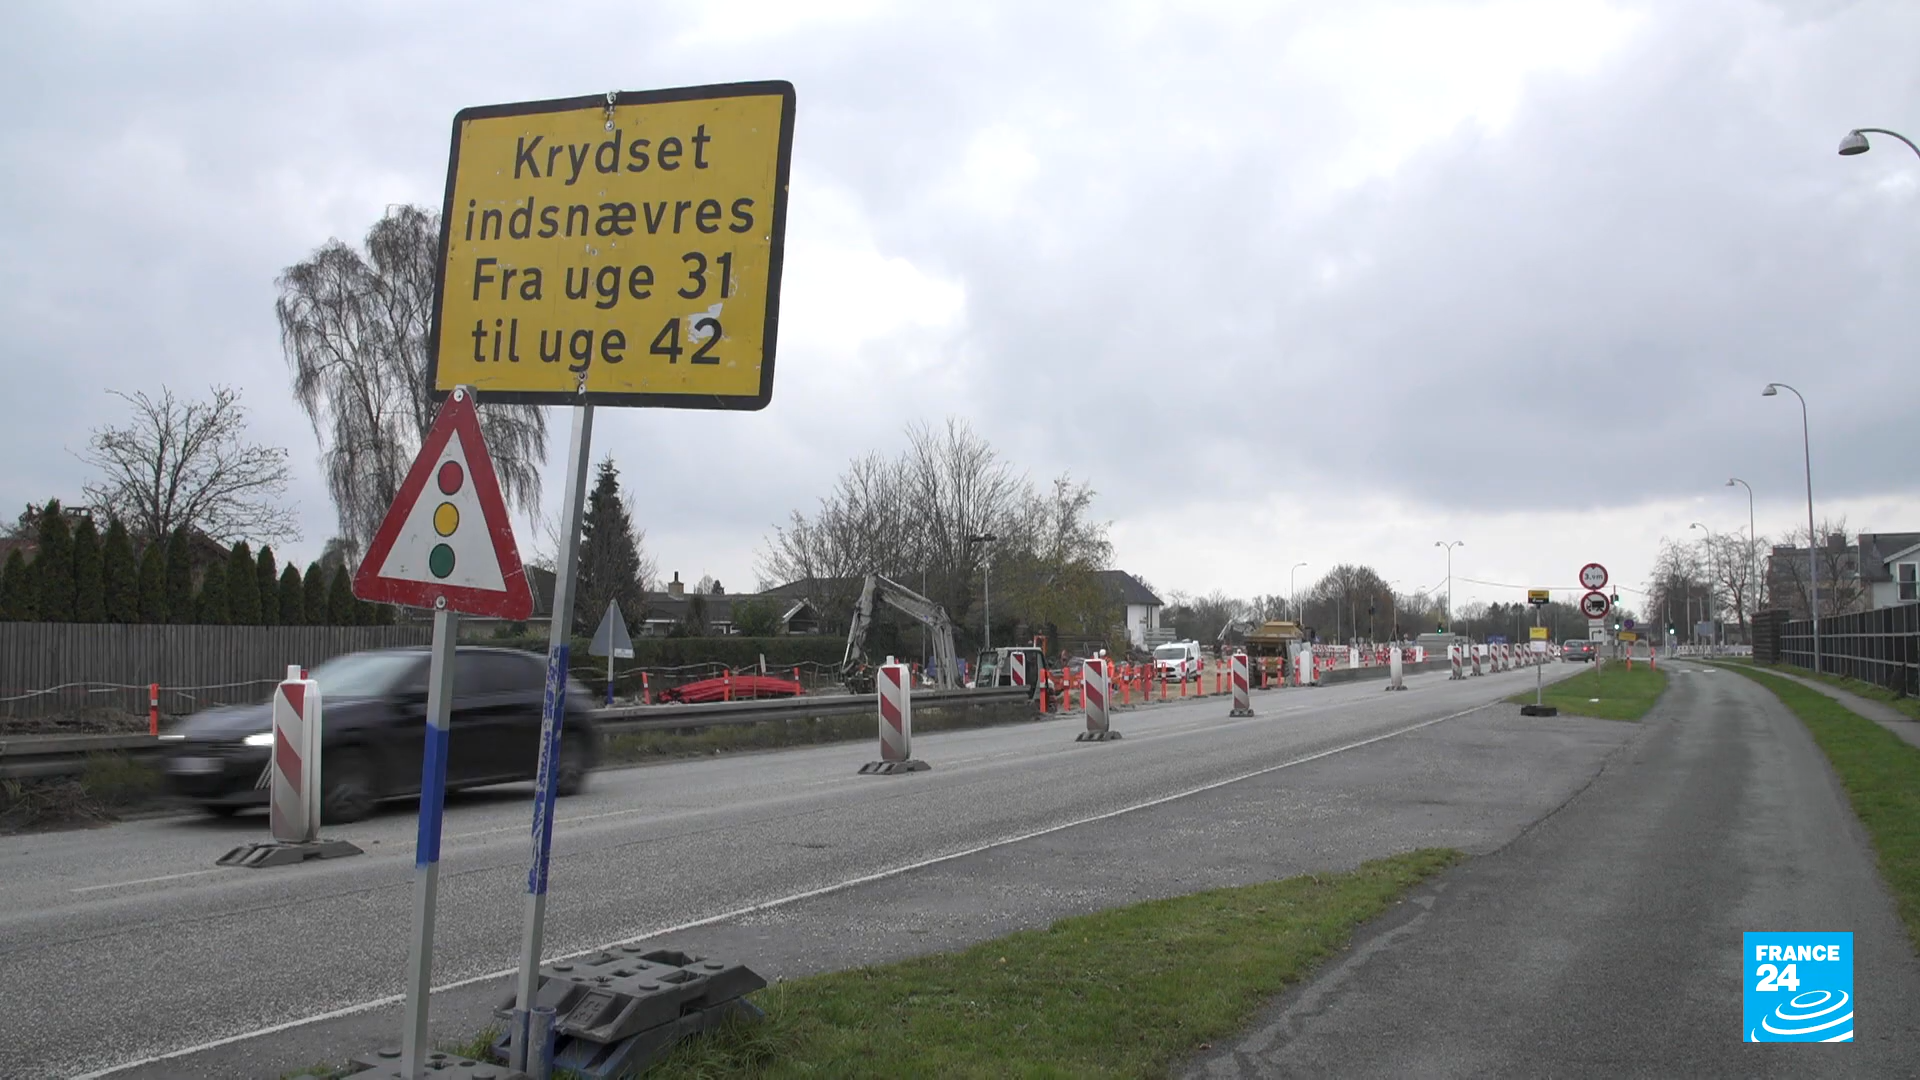 Krydset
indsnævres
Fra uge 31
til uge 42
FRANCE
24